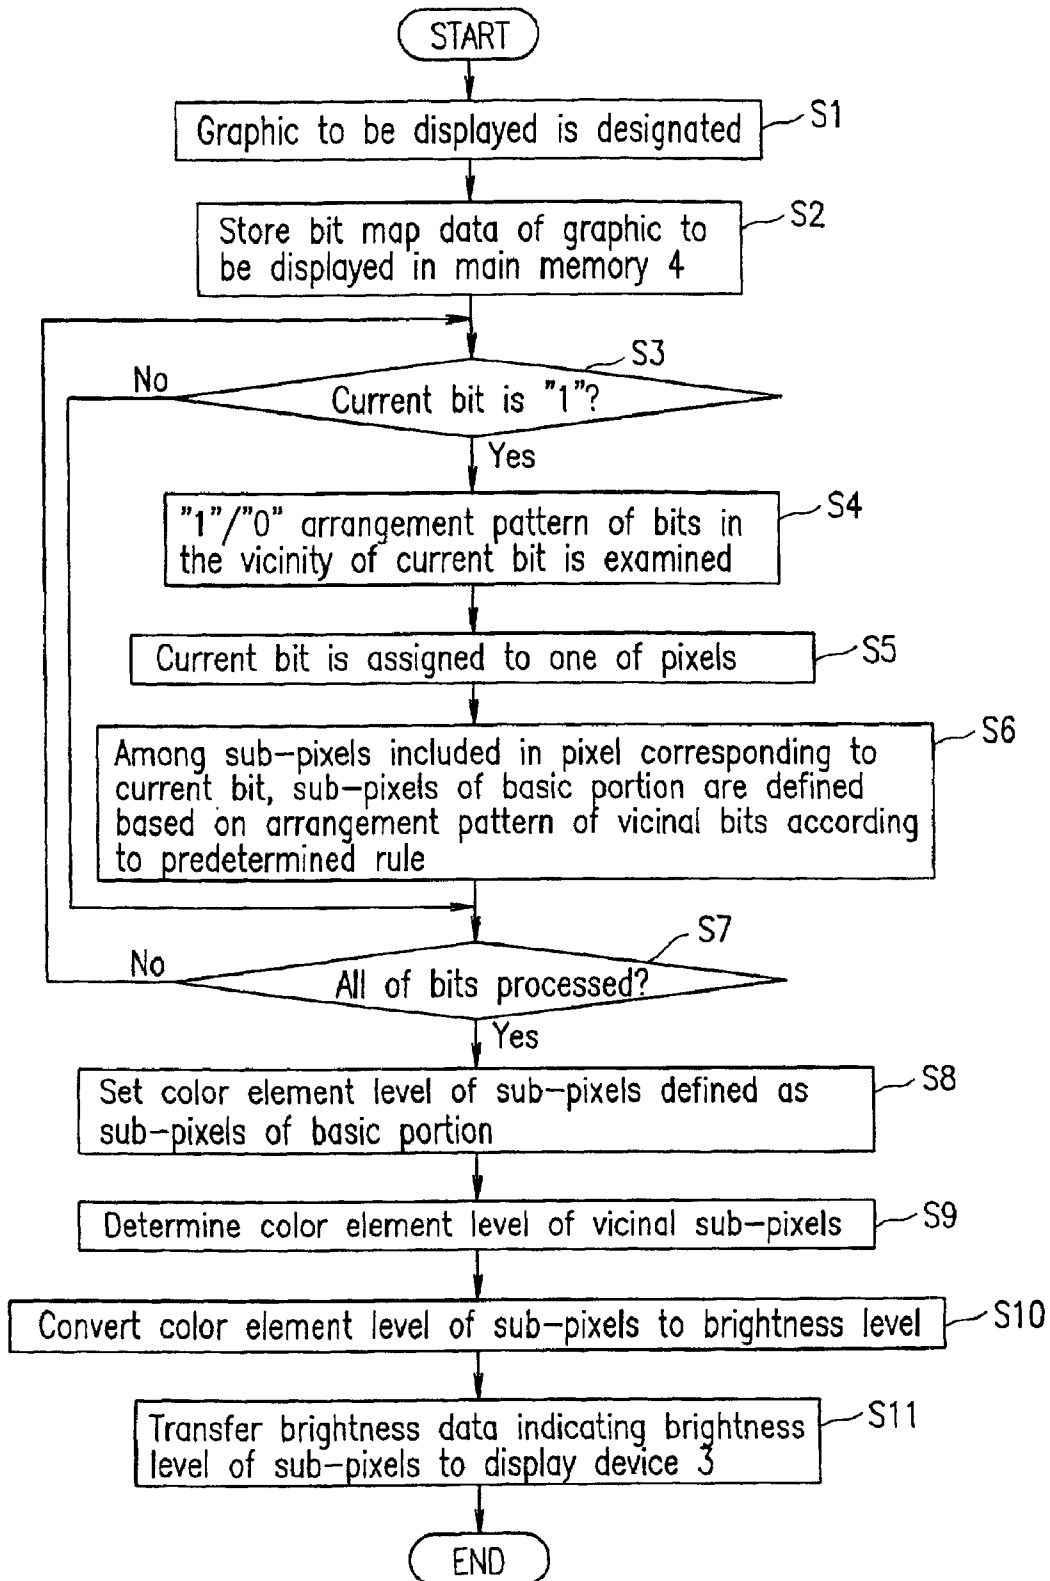 START
Graphic to be displayed is designated
S1
Store bit map data of graphic to
be displayed in main memory 4
S2
Current bit is "1"?
S3
No
Yes
"1"/"0" arrangement pattern of bits in
the vicinity of current bit is examined
S4
Current bit is assigned to one of pixels
S5
Among sub-pixels included in pixel corresponding to
current bit, sub-pixels of basic portion are defined
based on arrangement pattern of vicinal bits according
to predetermined rule
S6
All of bits processed?
S7
No
Yes
Set color element level of sub-pixels defined as
sub-pixels of basic portion
S8
Determine color element level of vicinal sub-pixels
S9
Convert color element level of sub-pixels to brightness level
S10
Transfer brightness data indicating brightness
level of sub-pixels to display device 3
S11
END